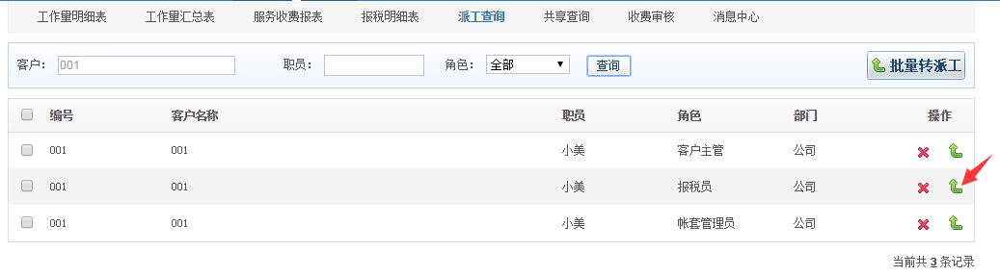 工作量明细表 工作量汇总表 服务收费报表 报税明细表 派工查询 共享查询 收费审核 消息中心
客户： 001 职员： 角色： 全部 查询 批量转派工
编号 客户名称 职员 角色 部门 操作
001 001 小美 客户主管 公司
001 001 小美 报税员 公司
001 001 小美 帐套管理员 公司
当前共 3 条记录